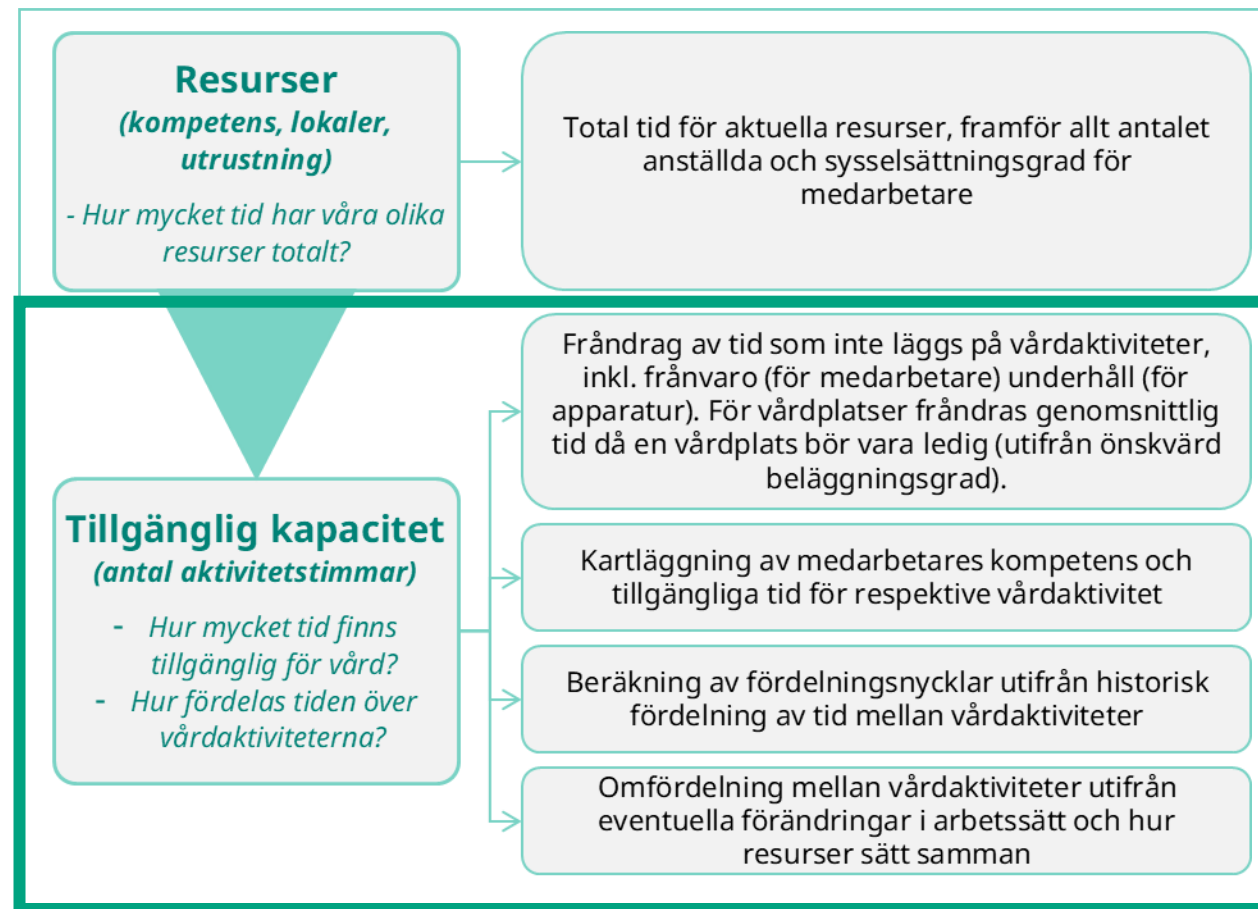 Resurser
(kompetens, lokaler,
utrustning)
- Hur mycket tid har våra olika
resurser totalt?
Total tid för aktuella resurser, framför allt antalet
anställda och sysselsättningsgrad för
medarbetare
Tillgänglig kapacitet
(antal aktivitetstimmar)
- Hur mycket tid finns
tillgänglig för vård?
- Hur fördelas tiden över
vårdaktiviteterna?
Fråndrag av tid som inte läggs på vårdaktiviteter,
inkl. frånvaro (för medarbetare) underhåll (för
apparatur). För vårdplatser fråndras genomsnittlig
tid då en vårdplats bör vara ledig (utifrån önskvärd
beläggningsgrad).
Kartläggning av medarbetares kompetens och
tillgängliga tid för respektive vårdaktivitet
Beräkning av fördelningsnycklar utifrån historisk
fördelning av tid mellan vårdaktiviteter
Omfördelning mellan vårdaktiviteter utifrån
eventuella förändringar i arbetssätt och hur
resurser sätt samman